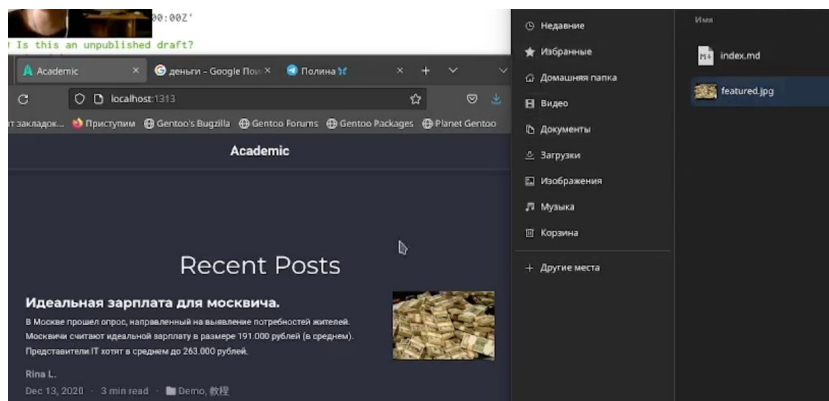 00:00Z'
# Is this an unpublished draft?
Academic
деньги – Google Пои
Полина
localhost:1313
т закладок...
Приступим
Gentoo's Bugzilla
Gentoo Forums
Gentoo Packages
Planet Gentoo
Academic
Recent Posts
Идеальная зарплата для москвича.
В Москве прошел опрос, направленный на выявление потребностей жителей.
Москвичи считают идеальной зарплату в размере 191.000 рублей (в среднем).
Представители IT хотят в среднем до 263.000 рублей.
Rina L.
Dec 13, 2020 · 3 min read · Demo, 教程
Недавние
Избранные
Домашняя папка
Видео
Документы
Загрузки
Изображения
Музыка
Корзина
+ Другие места
Имя
index.md
featured.jpg